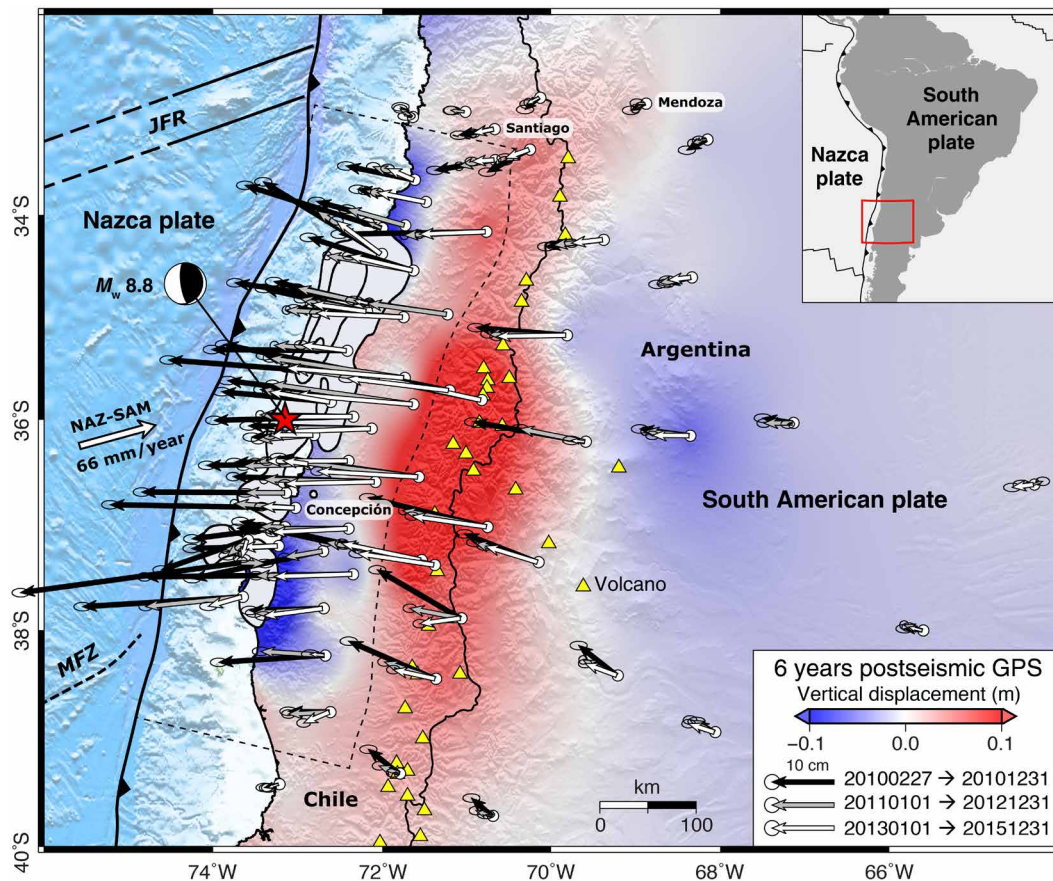 JFR
Nazca plate
Mw 8.8
NAZ-SAM
66 mm/year
MFZ
Santiago
Mendoza
Concepción
Argentina
South American plate
Volcano
Chile
km
0 100
34°S
36°S
38°S
40°S
74°W
72°W
70°W
68°W
66°W
Nazca
plate
South
American
plate
6 years postseismic GPS
Vertical displacement (m)
−0.1 0.0 0.1
10 cm
20100227 → 20101231
20110101 → 20121231
20130101 → 20151231